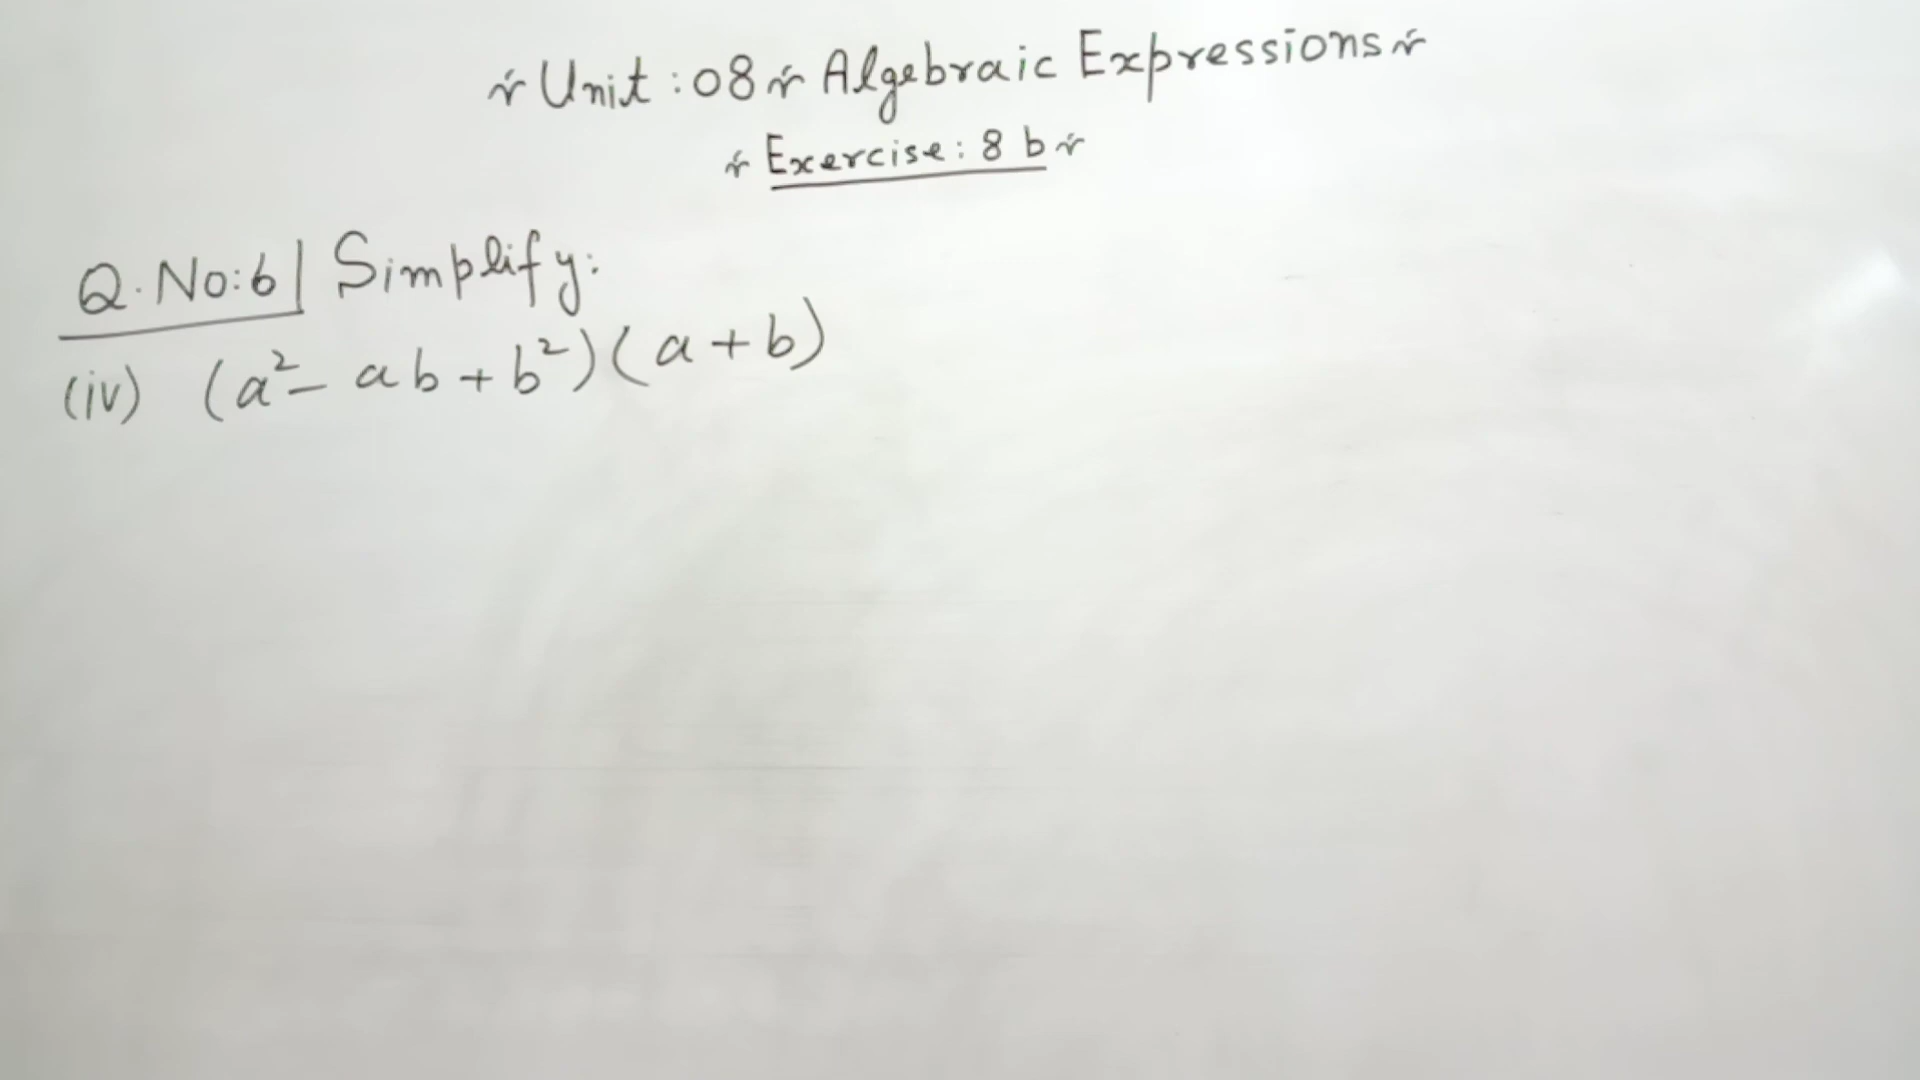 Unit : 08 Algebraic Expressions
Exercise : 8 b
Q. No: 6 Simplify:
(iv) (a² - ab + b²)(a + b)